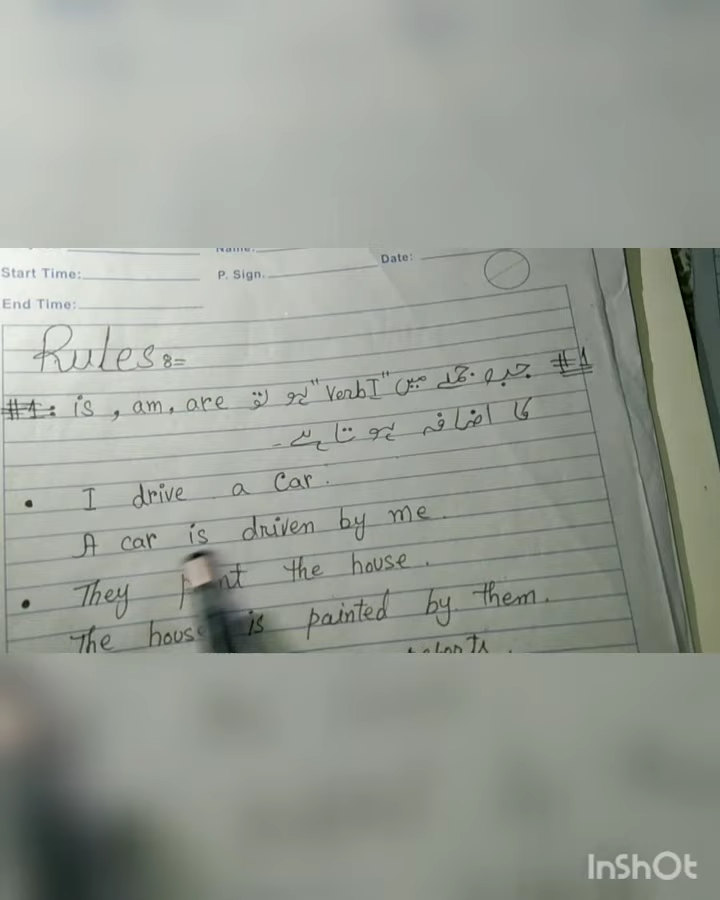 Start Time:
P. Sign.
Date:
End Time:
Rules:-
#1 جب جملے میں "Verb I" ہو تو is, am, are #1:
کا اضافہ ہوتا ہے۔
• I drive a car.
A car is driven by me.
• They the house.
The house is painted by them.
InShOt